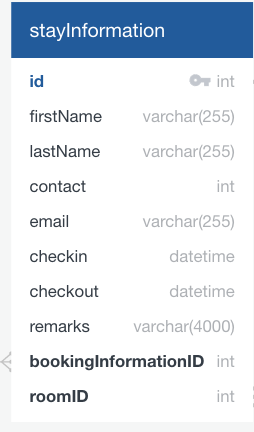 stayInformation
id int
firstName varchar(255)
lastName varchar(255)
contact int
email varchar(255)
checkin datetime
checkout datetime
remarks varchar(4000)
bookingInformationID int
roomID int